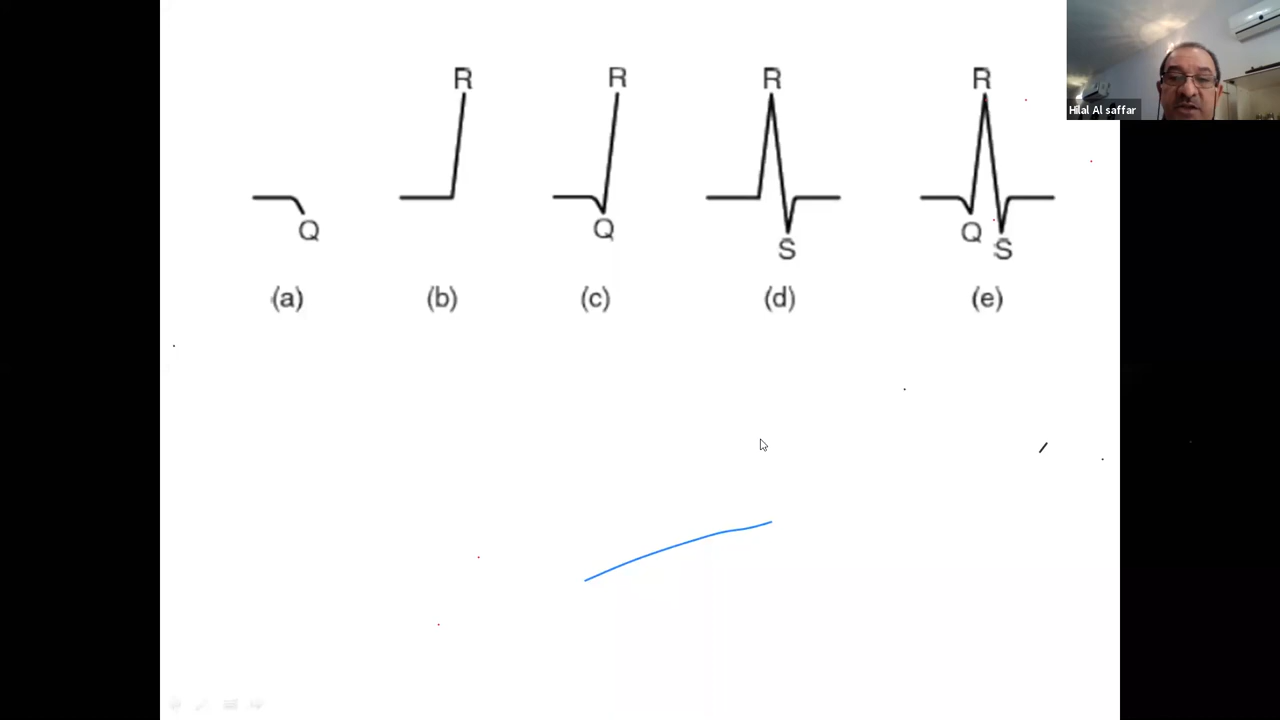 R R R R
Hilal Al saffar
Q Q S Q S
(a) (b) (c) (d) (e)